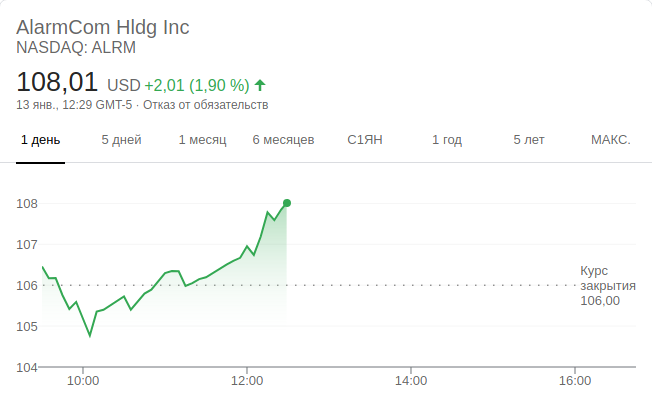 AlarmCom Hldg Inc
NASDAQ: ALRM
108,01 USD +2,01 (1,90 %)
13 янв., 12:29 GMT-5 · Отказ от обязательств
1 день 5 дней 1 месяц 6 месяцев С1ЯН 1 год 5 лет МАКС.
108
107
106
105
104
Курс
закрытия
106,00
10:00 12:00 14:00 16:00